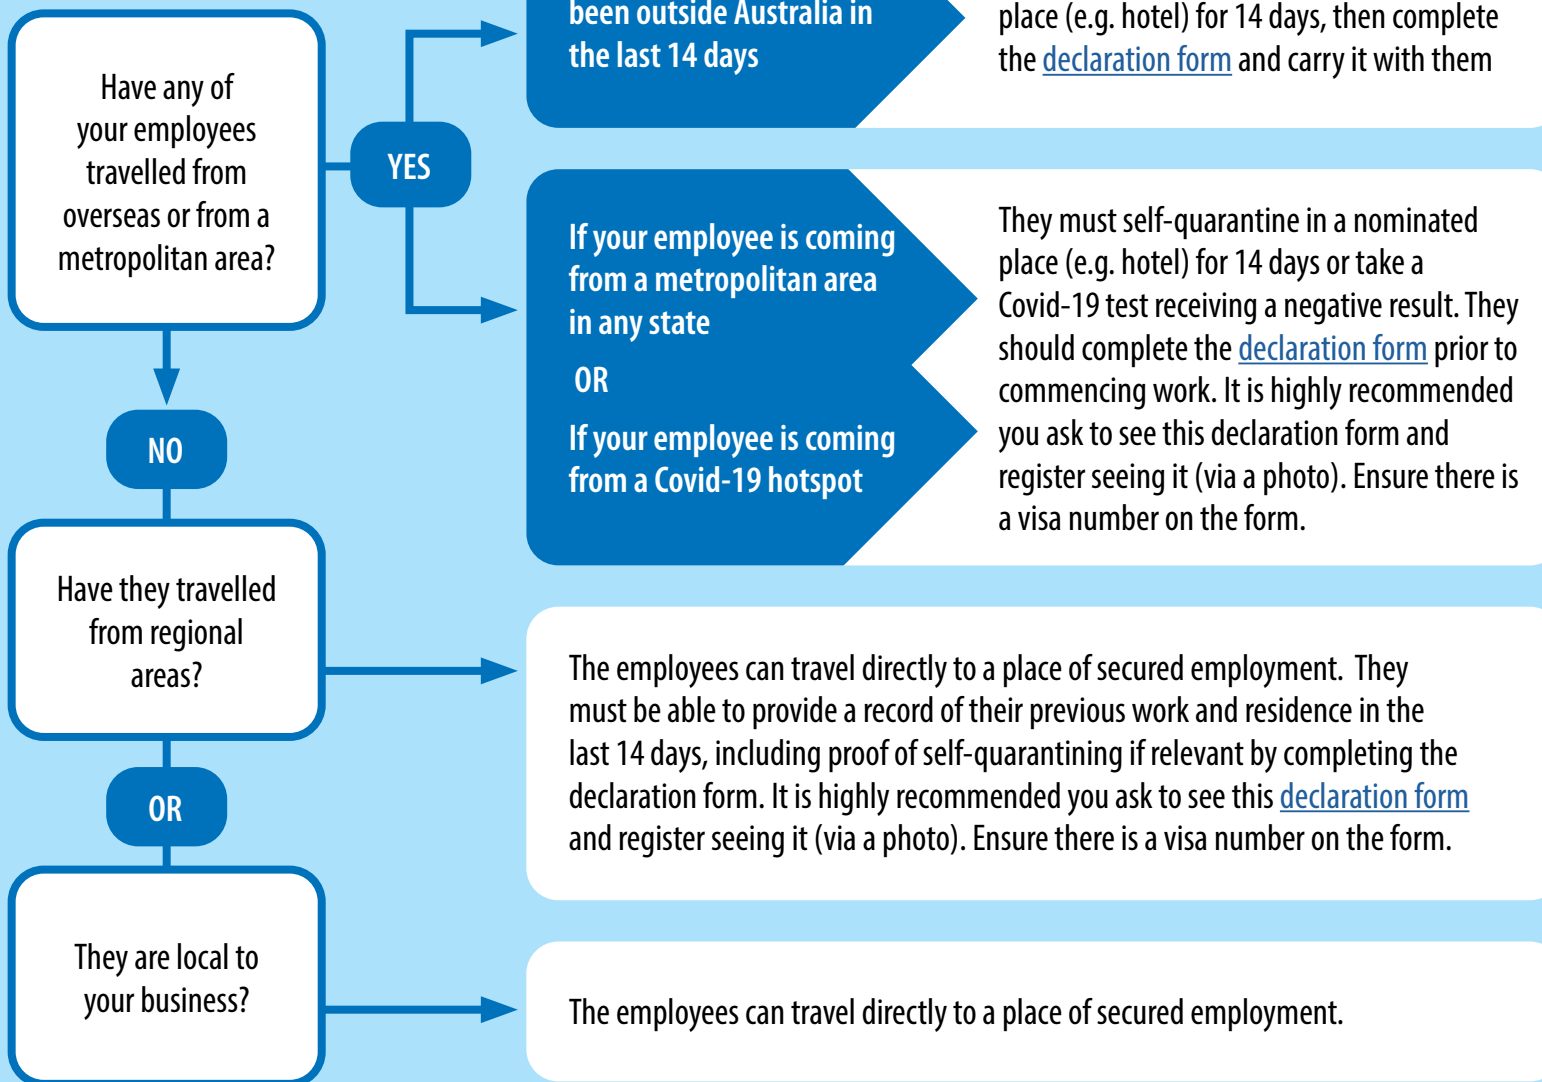 Have any of
your employees
travelled from
overseas or from a
metropolitan area?
YES
been outside Australia in
the last 14 days
place (e.g. hotel) for 14 days, then complete
the declaration form and carry it with them
If your employee is coming
from a metropolitan area
in any state
OR
If your employee is coming
from a Covid-19 hotspot
They must self-quarantine in a nominated
place (e.g. hotel) for 14 days or take a
Covid-19 test receiving a negative result. They
should complete the declaration form prior to
commencing work. It is highly recommended
you ask to see this declaration form and
register seeing it (via a photo). Ensure there is
a visa number on the form.
NO
Have they travelled
from regional
areas?
The employees can travel directly to a place of secured employment.  They
must be able to provide a record of their previous work and residence in the
last 14 days, including proof of self-quarantining if relevant by completing the
declaration form. It is highly recommended you ask to see this declaration form
and register seeing it (via a photo). Ensure there is a visa number on the form.
OR
They are local to
your business?
The employees can travel directly to a place of secured employment.